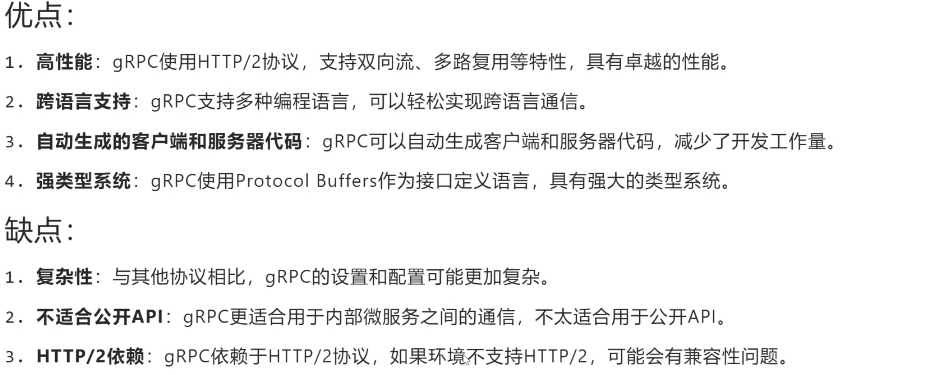 优点：
1. 高性能：gRPC使用HTTP/2协议，支持双向流、多路复用等特性，具有卓越的性能。
2. 跨语言支持：gRPC支持多种编程语言，可以轻松实现跨语言通信。
3. 自动生成的客户端和服务器代码：gRPC可以自动生成客户端和服务器代码，减少了开发工作量。
4. 强类型系统：gRPC使用Protocol Buffers作为接口定义语言，具有强大的类型系统。
缺点：
1. 复杂性：与其他协议相比，gRPC的设置和配置可能更加复杂。
2. 不适合公开API：gRPC更适合用于内部微服务之间的通信，不太适合用于公开API。
3. HTTP/2依赖：gRPC依赖于HTTP/2协议，如果环境不支持HTTP/2，可能会有兼容性问题。